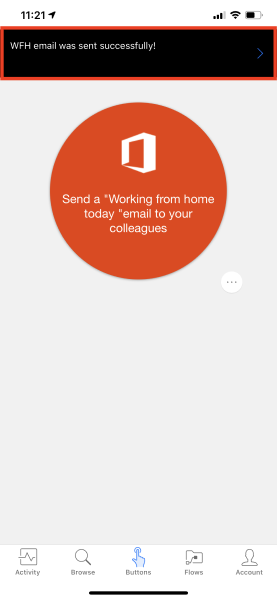 11:21
WFH email was sent successfully!
Send a "Working from home
today "email to your
colleagues
Activity Browse Buttons Flows Account